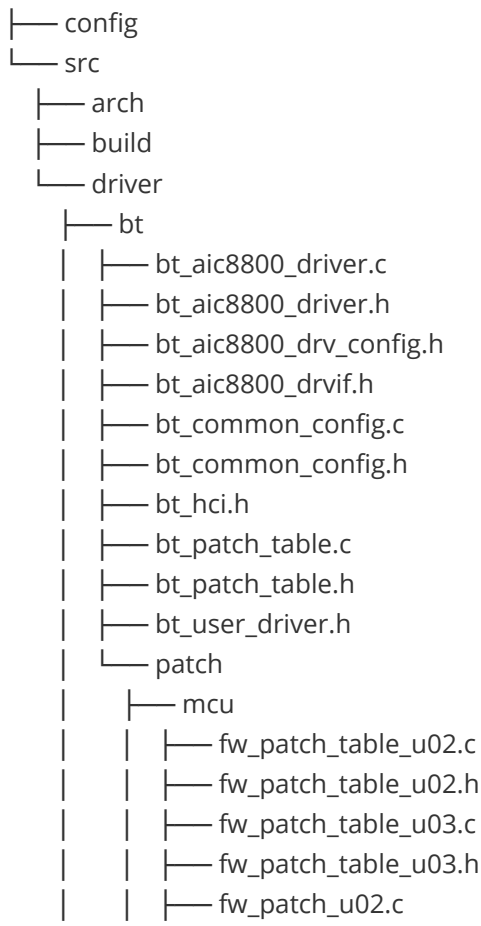 ├── config
└── src
    ├── arch
    ├── build
    └── driver
        ├── bt
        │   ├── bt_aic8800_driver.c
        │   ├── bt_aic8800_driver.h
        │   ├── bt_aic8800_drv_config.h
        │   ├── bt_aic8800_drvif.h
        │   ├── bt_common_config.c
        │   ├── bt_common_config.h
        │   ├── bt_hci.h
        │   ├── bt_patch_table.c
        │   ├── bt_patch_table.h
        │   ├── bt_user_driver.h
        │   └── patch
        │       ├── mcu
        │       │   ├── fw_patch_table_u02.c
        │       │   ├── fw_patch_table_u02.h
        │       │   ├── fw_patch_table_u03.c
        │       │   ├── fw_patch_table_u03.h
        │       │   ├── fw_patch_u02.c